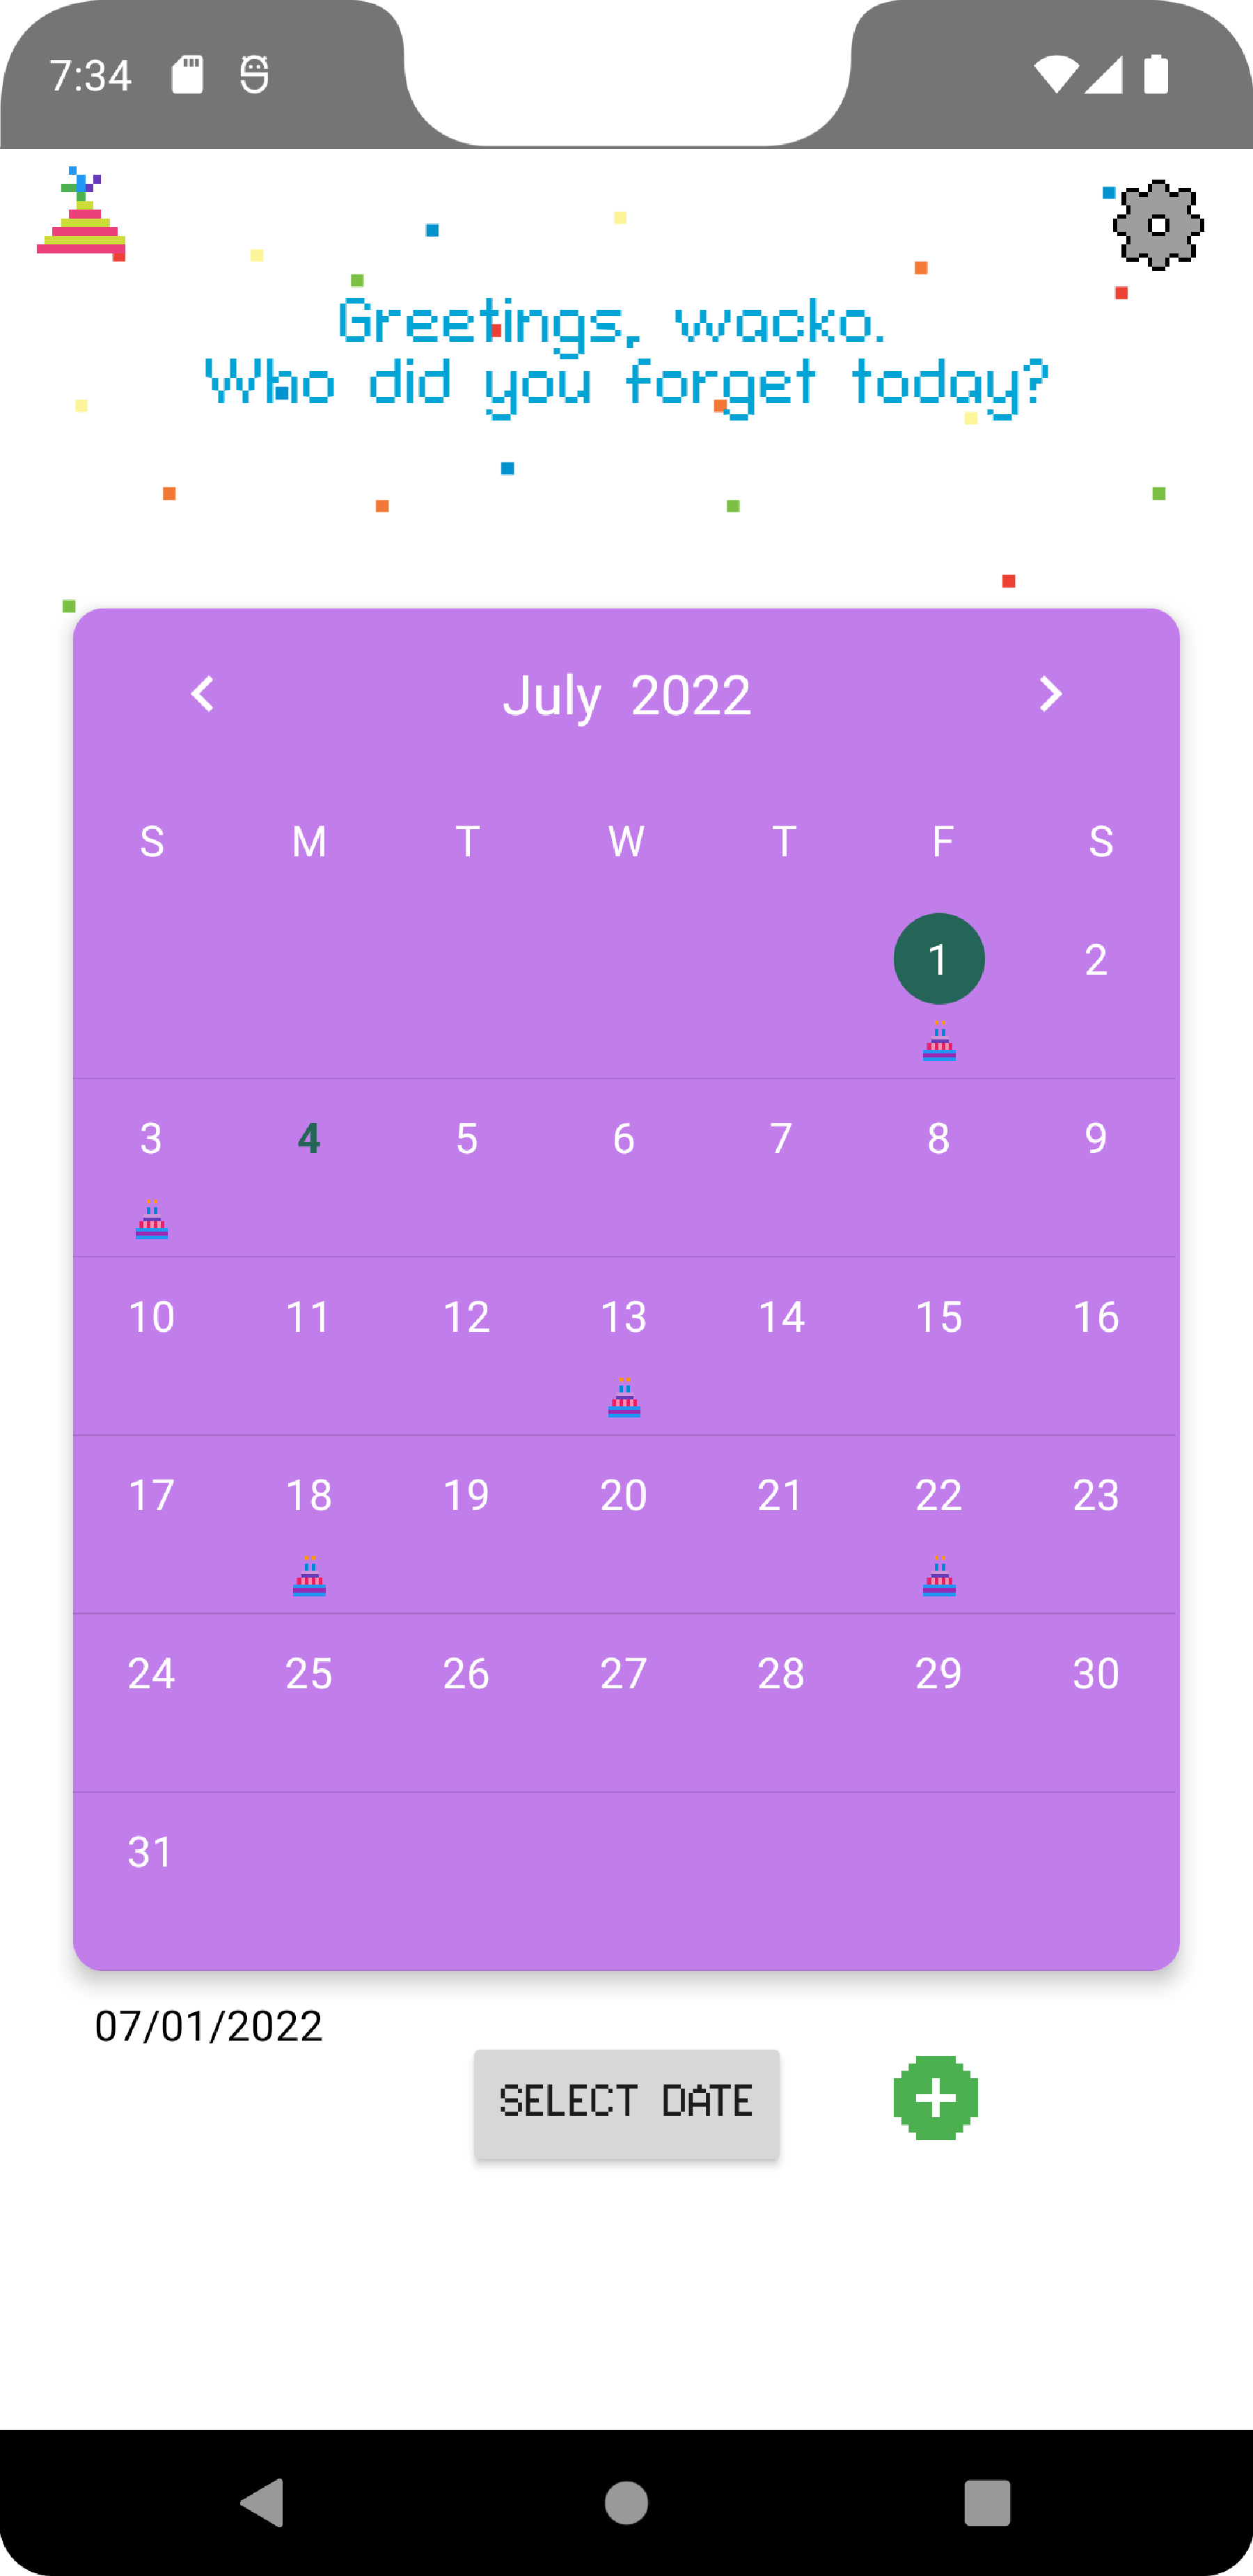 7:34
Greetings, wacko.
Who did you forget today?
July 2022
S M T W T F S
1 2
3 4 5 6 7 8 9
10 11 12 13 14 15 16
17 18 19 20 21 22 23
24 25 26 27 28 29 30
31
07/01/2022
SELECT DATE